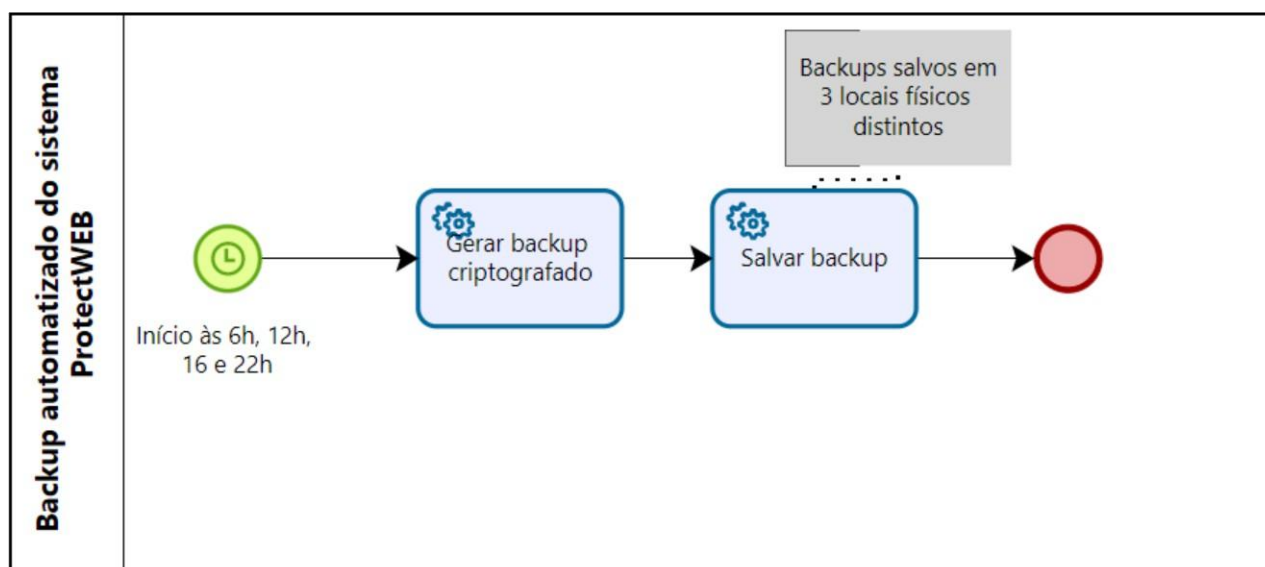 Backup automatizado do sistema
ProtectWEB
Backups salvos em
3 locais físicos
distintos
Gerar backup
criptografado
Salvar backup
Início às 6h, 12h,
16 e 22h